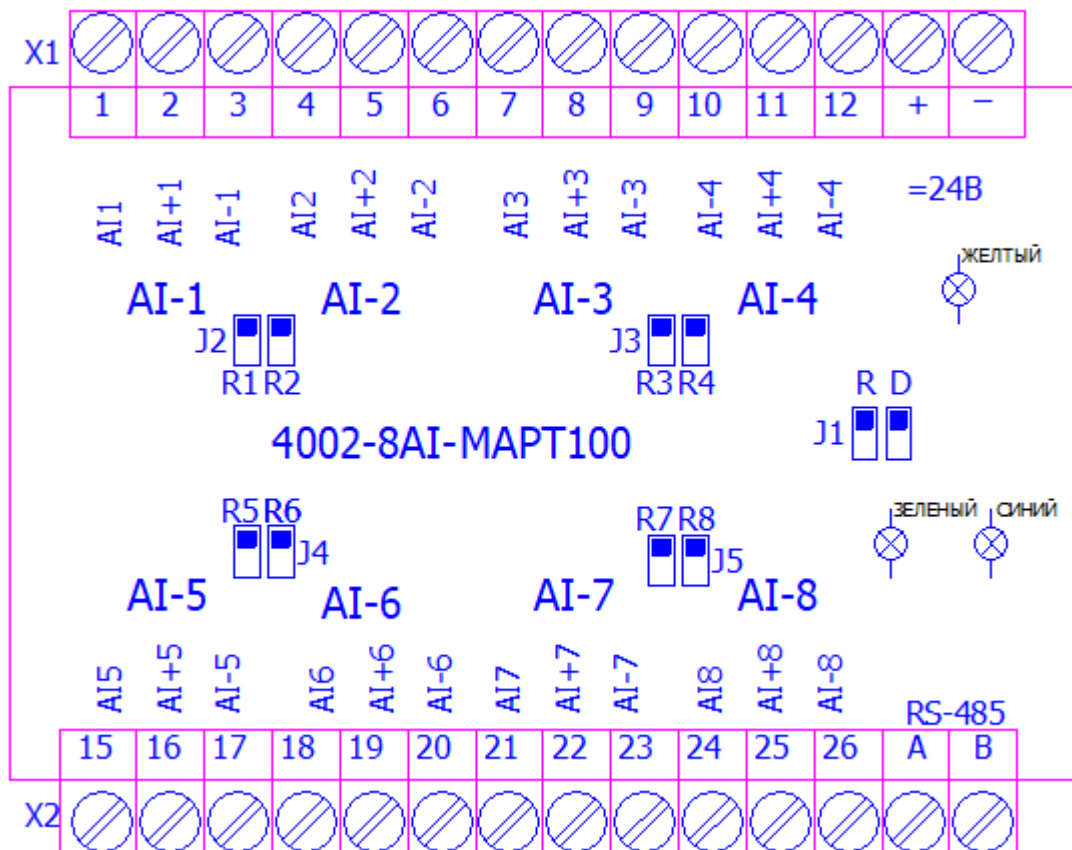 X1
1 2 3 4 5 6 7 8 9 10 11 12 + −
AI1 AI+1 AI-1 AI2 AI+2 AI-2 AI3 AI+3 AI-3 AI-4 AI+4 AI-4 =24В
ЖЕЛТЫЙ
AI-1 AI-2 AI-3 AI-4
J2 J3
R1 R2 R3 R4 R D
J1
4002-8AI-МАРТ100
R5 R6 R7 R8 ЗЕЛЕНЫЙ СИНИЙ
J4 J5
AI-5 AI-6 AI-7 AI-8
AI5 AI+5 AI-5 AI6 AI+6 AI-6 AI7 AI+7 AI-7 AI8 AI+8 AI-8 RS-485
15 16 17 18 19 20 21 22 23 24 25 26 A B
X2